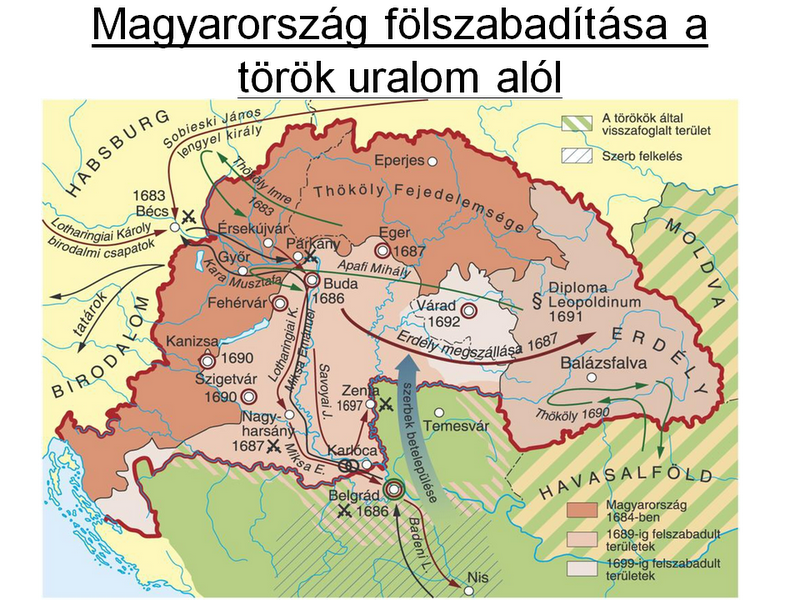 Magyarország fölszabadítása a
török uralom alól
HABSBURG
Sobieski János
lengyel király
A törökök által
visszafoglalt terület
Szerb felkelés
Thököly Imre
1683
Eperjes
Thököly Fejedelemsége
1683
Bécs
Lotharingiai Károly
birodalmi csapatok
Érsekújvár
Párkány
Eger
1687
MOLDVA
Győr
Kara Musztafa
Apafi Mihály
Buda
1686
§ Diploma
Leopoldinum
1691
tatárok
Fehérvár
Várad
1692
BIRODALOM
Lotharingiai K.
Miksa Emánuel
Erdély megszállása 1687
ERDÉLY
Kanizsa
1690
Balázsfalva
Szigetvár
1690
Savoyai J.
Zenta
1697
szerbek betelepülése
Thököly 1690
Nagy-
harsány
1687
Temesvár
Miksa E.
Karlóca
HAVASALFÖLD
Belgrád
1686
Badeni L.
Magyarország
1684-ben
1689-ig felszabadult
területek
1699-ig felszabadult
területek
Nis